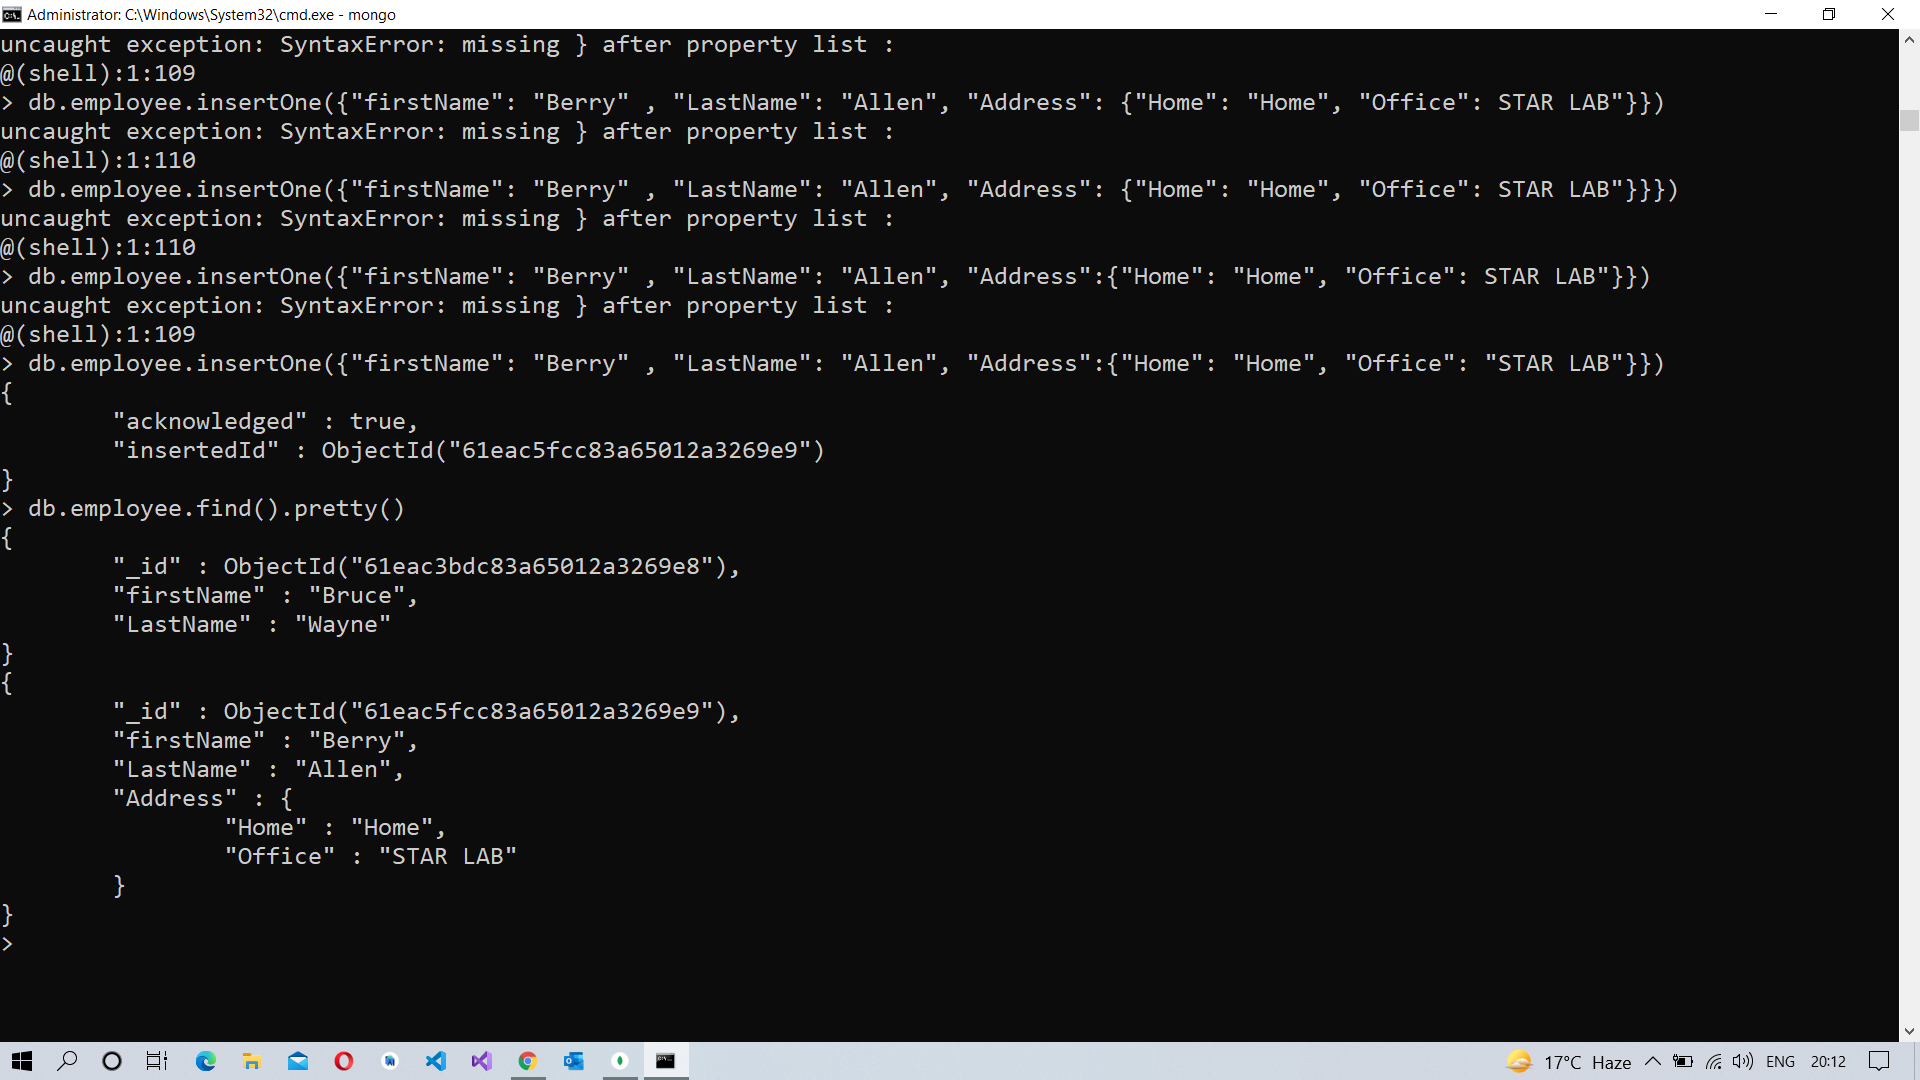 Administrator: C:\Windows\System32\cmd.exe - mongo
uncaught exception: SyntaxError: missing } after property list :
@(shell):1:109
> db.employee.insertOne({"firstName": "Berry" , "LastName": "Allen", "Address": {"Home": "Home", "Office": STAR LAB"}})
uncaught exception: SyntaxError: missing } after property list :
@(shell):1:110
> db.employee.insertOne({"firstName": "Berry" , "LastName": "Allen", "Address": {"Home": "Home", "Office": STAR LAB"}}})
uncaught exception: SyntaxError: missing } after property list :
@(shell):1:110
> db.employee.insertOne({"firstName": "Berry" , "LastName": "Allen", "Address":{"Home": "Home", "Office": STAR LAB"}})
uncaught exception: SyntaxError: missing } after property list :
@(shell):1:109
> db.employee.insertOne({"firstName": "Berry" , "LastName": "Allen", "Address":{"Home": "Home", "Office": "STAR LAB"}})
{
        "acknowledged" : true,
        "insertedId" : ObjectId("61eac5fcc83a65012a3269e9")
}
> db.employee.find().pretty()
{
        "_id" : ObjectId("61eac3bdc83a65012a3269e8"),
        "firstName" : "Bruce",
        "LastName" : "Wayne"
}
{
        "_id" : ObjectId("61eac5fcc83a65012a3269e9"),
        "firstName" : "Berry",
        "LastName" : "Allen",
        "Address" : {
                "Home" : "Home",
                "Office" : "STAR LAB"
        }
}
>
17°C Haze ENG 20:12